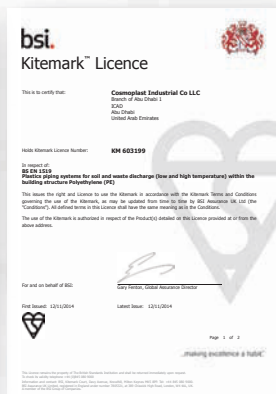 bsi.
Kitemark™ Licence
This is to certify that:
Cosmoplast Industrial Co LLC
Branch of Abu Dhabi 1
ICAD
Abu Dhabi
United Arab Emirates
Holds Kitemark Licence Number:
KM 603199
In respect of:
BS EN 1519
Plastics piping systems for soil and waste discharge (low and high temperature) within the
building structure Polyethylene (PE)
This issues the right and Licence to use the Kitemark in accordance with the Kitemark Terms and Conditions
governing the use of the Kitemark, as may be updated from time to time by BSI Assurance UK Ltd (the
"Conditions"). All defined terms in this Licence shall have the same meaning as in the Conditions.
The use of the Kitemark is authorized in respect of the Product(s) detailed on this Licence provided at or from the
above address.
For and on behalf of BSI:
Gary Fenton, Global Assurance Director
First Issued: 12/11/2014
Latest Issue: 12/11/2014
Page 1 of 2
...making excellence a habit.™